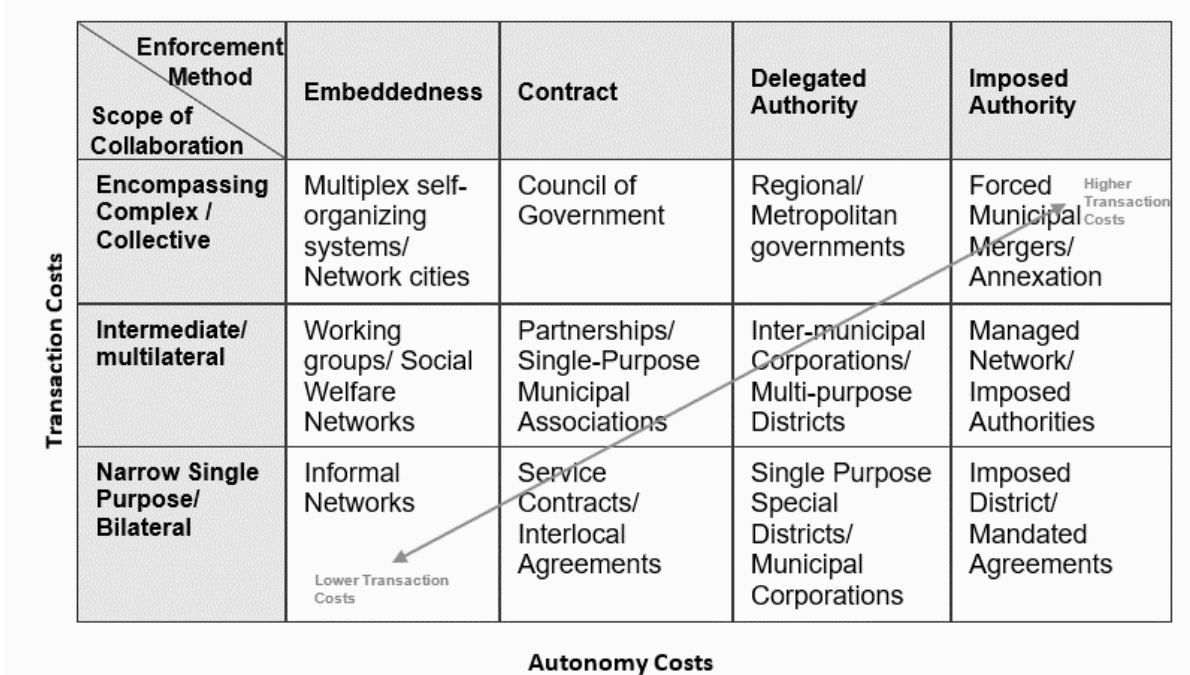 Enforcement
Method
Scope of
Collaboration
Embeddedness
Contract
Delegated
Authority
Imposed
Authority
Encompassing
Complex /
Collective
Multiplex self-
organizing
systems/
Network cities
Council of
Government
Regional/
Metropolitan
governments
Forced
Municipal
Mergers/
Annexation
Higher
Transaction
Costs
Intermediate/
multilateral
Working
groups/ Social
Welfare
Networks
Partnerships/
Single-Purpose
Municipal
Associations
Inter-municipal
Corporations/
Multi-purpose
Districts
Managed
Network/
Imposed
Authorities
Narrow Single
Purpose/
Bilateral
Informal
Networks
Lower Transaction
Costs
Service
Contracts/
Interlocal
Agreements
Single Purpose
Special
Districts/
Municipal
Corporations
Imposed
District/
Mandated
Agreements
Transaction Costs
Autonomy Costs